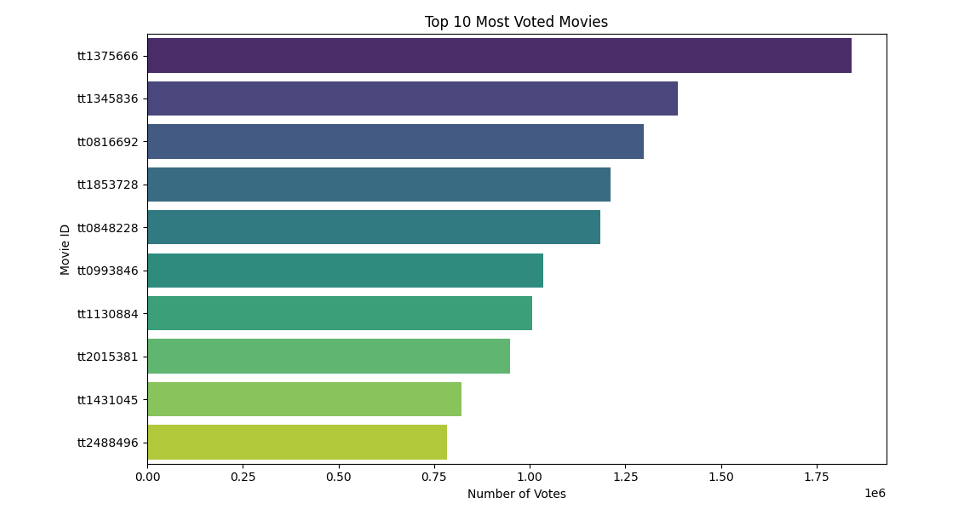 Top 10 Most Voted Movies
Movie ID
tt1375666
tt1345836
tt0816692
tt1853728
tt0848228
tt0993846
tt1130884
tt2015381
tt1431045
tt2488496
0.00 0.25 0.50 0.75 1.00 1.25 1.50 1.75
1e6
Number of Votes